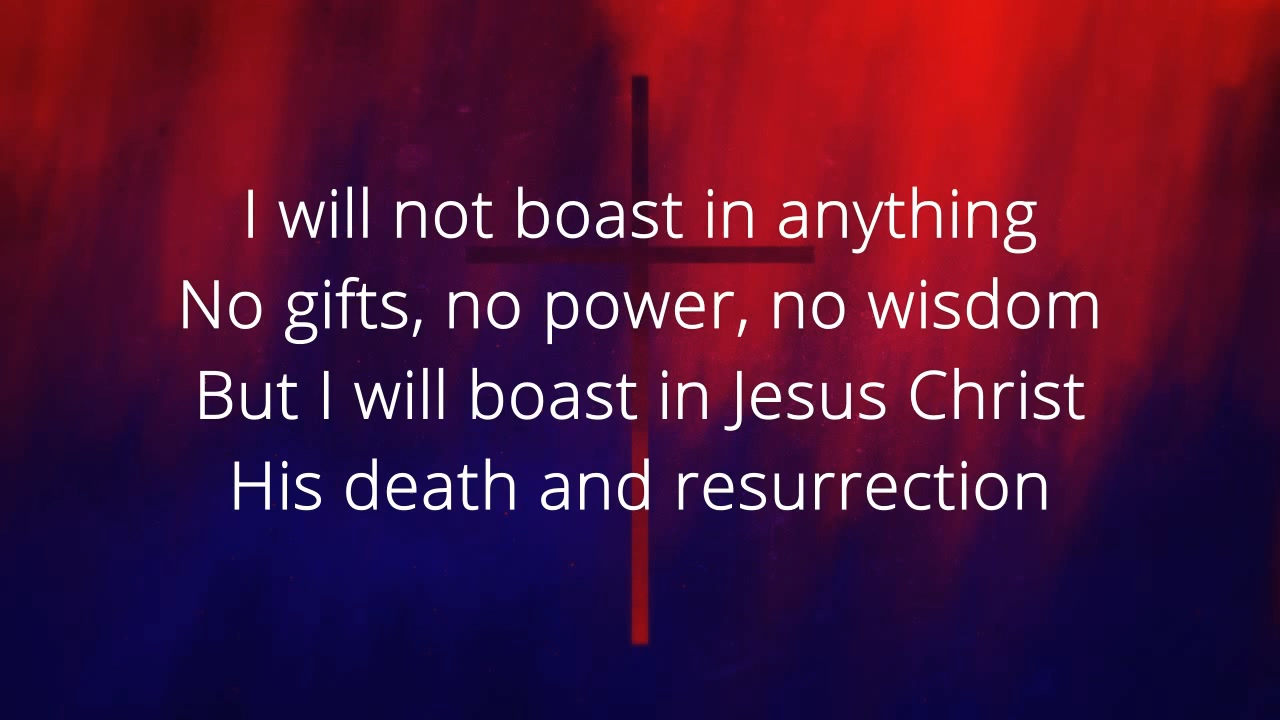 I will not boast in anything
No gifts, no power, no wisdom
But I will boast in Jesus Christ
His death and resurrection